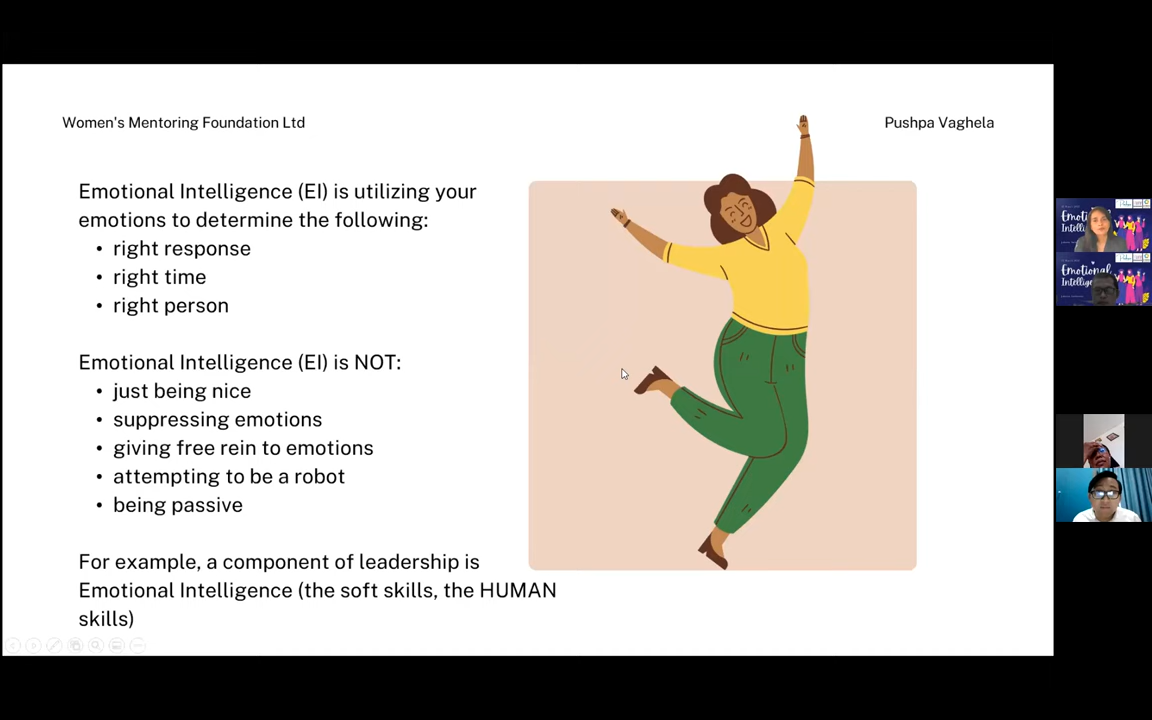 Women's Mentoring Foundation Ltd
Pushpa Vaghela
Emotional Intelligence (EI) is utilizing your
emotions to determine the following:
• right response
• right time
• right person
Emotional Intelligence (EI) is NOT:
• just being nice
• suppressing emotions
• giving free rein to emotions
• attempting to be a robot
• being passive
For example, a component of leadership is
Emotional Intelligence (the soft skills, the HUMAN
skills)